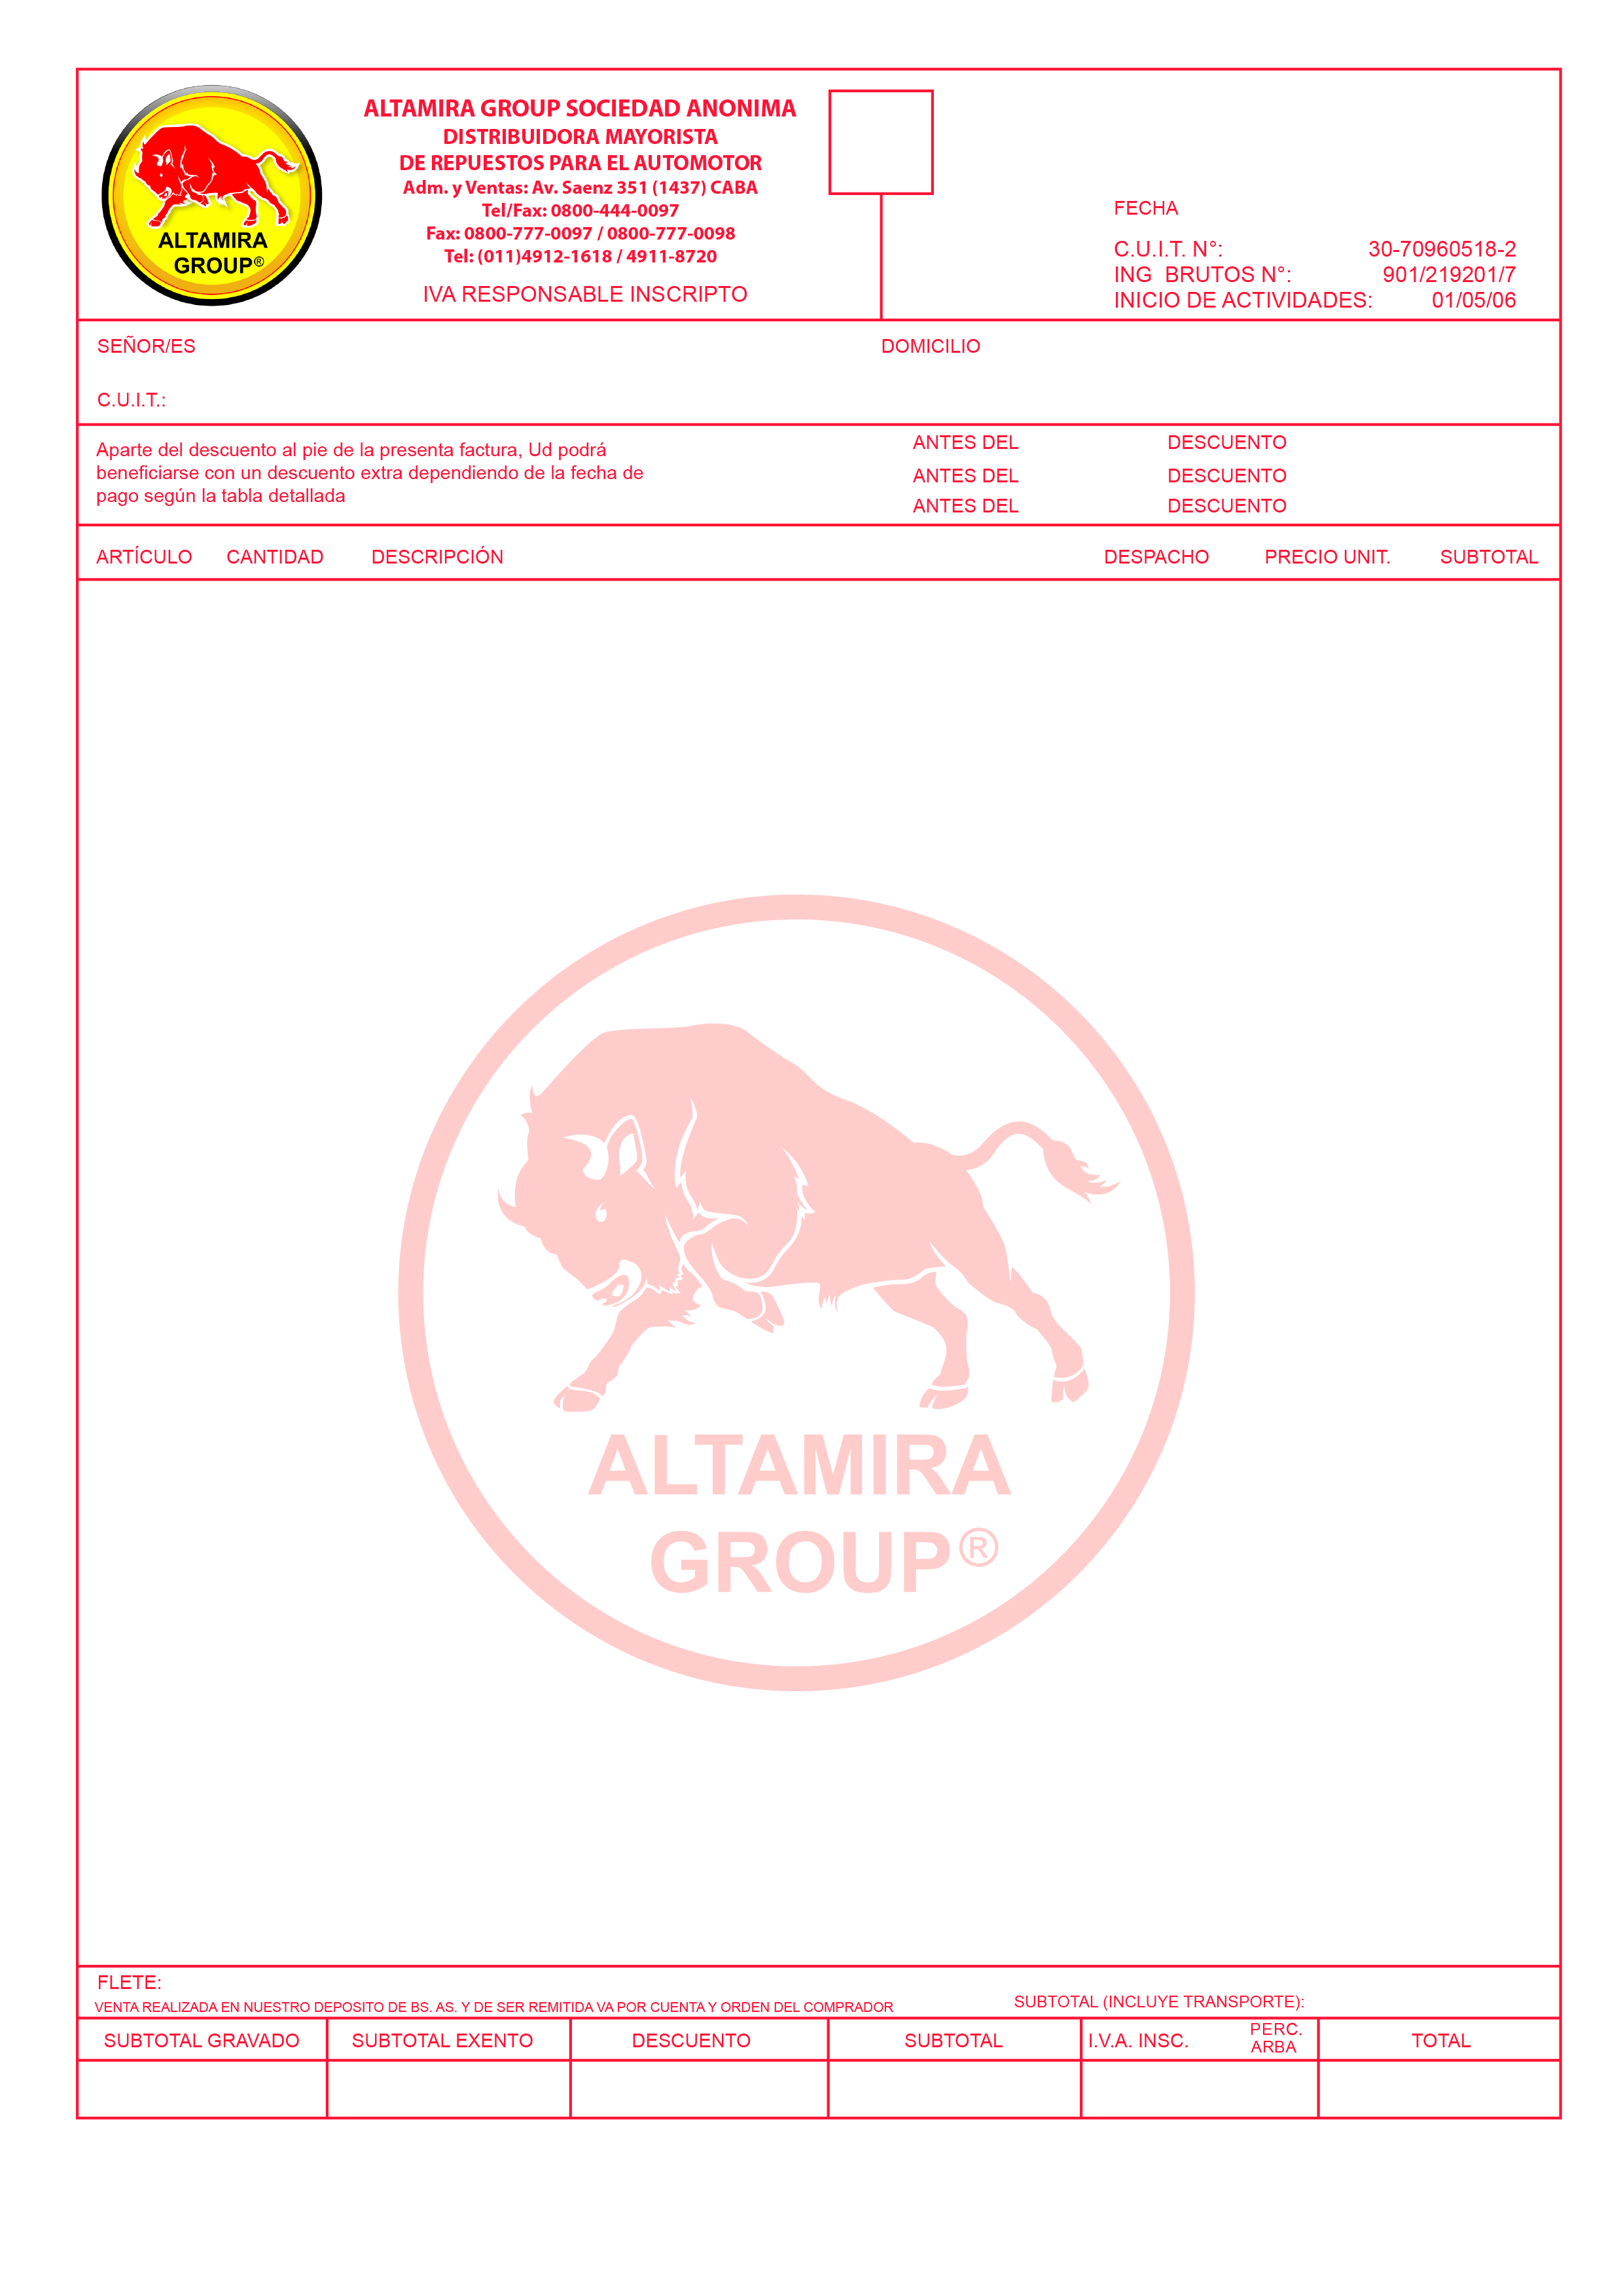 ALTAMIRA
GROUP®
ALTAMIRA GROUP SOCIEDAD ANONIMA
DISTRIBUIDORA MAYORISTA
DE REPUESTOS PARA EL AUTOMOTOR
Adm. y Ventas: Av. Saenz 351 (1437) CABA
Tel/Fax: 0800-444-0097
Fax: 0800-777-0097 / 0800-777-0098
Tel: (011)4912-1618 / 4911-8720
IVA RESPONSABLE INSCRIPTO
FECHA
C.U.I.T. N°: 30-70960518-2
ING BRUTOS N°: 901/219201/7
INICIO DE ACTIVIDADES: 01/05/06
SEÑOR/ES DOMICILIO
C.U.I.T.:
Aparte del descuento al pie de la presenta factura, Ud podrá
beneficiarse con un descuento extra dependiendo de la fecha de
pago según la tabla detallada
ANTES DEL DESCUENTO
ANTES DEL DESCUENTO
ANTES DEL DESCUENTO
ARTÍCULO CANTIDAD DESCRIPCIÓN DESPACHO PRECIO UNIT. SUBTOTAL
ALTAMIRA
GROUP®
FLETE:
VENTA REALIZADA EN NUESTRO DEPOSITO DE BS. AS. Y DE SER REMITIDA VA POR CUENTA Y ORDEN DEL COMPRADOR
SUBTOTAL (INCLUYE TRANSPORTE):
SUBTOTAL GRAVADO SUBTOTAL EXENTO DESCUENTO SUBTOTAL I.V.A. INSC. PERC. ARBA TOTAL